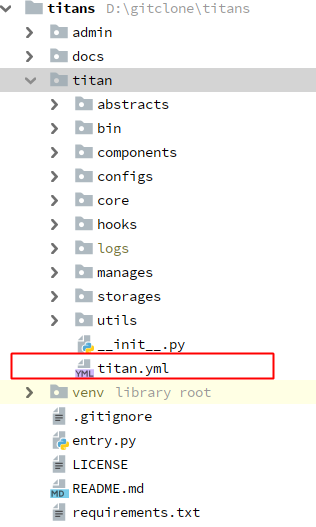 titans D:\gitclone\titans
admin
docs
titan
abstracts
bin
components
configs
core
hooks
logs
manages
storages
utils
__init__.py
YML titan.yml
venv library root
.gitignore
entry.py
LICENSE
MD README.md
requirements.txt